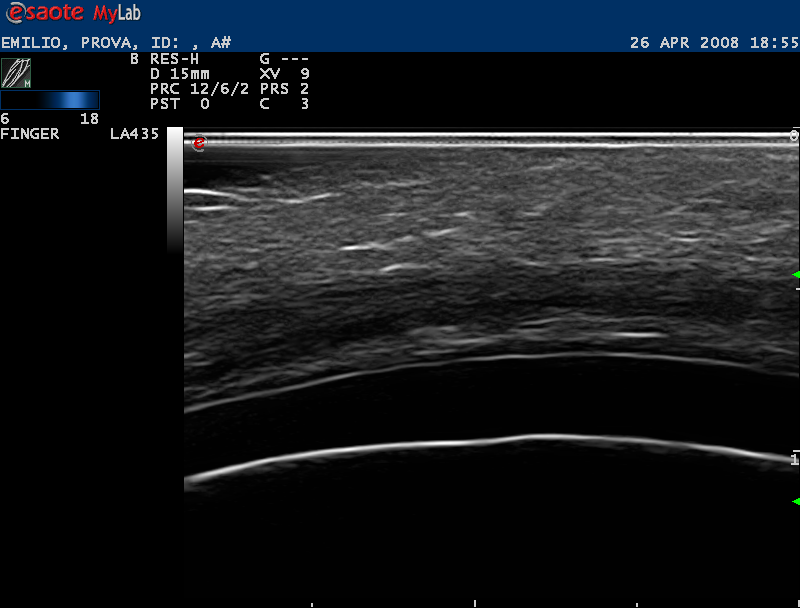 esaote MyLab
EMILIO, PROVA, ID: , A# 26 APR 2008 18:55
B RES-H G ---
D 15mm XV 9
PRC 12/6/2 PRS 2
PST 0 C 3
M
6 18
FINGER LA435
e
0
1